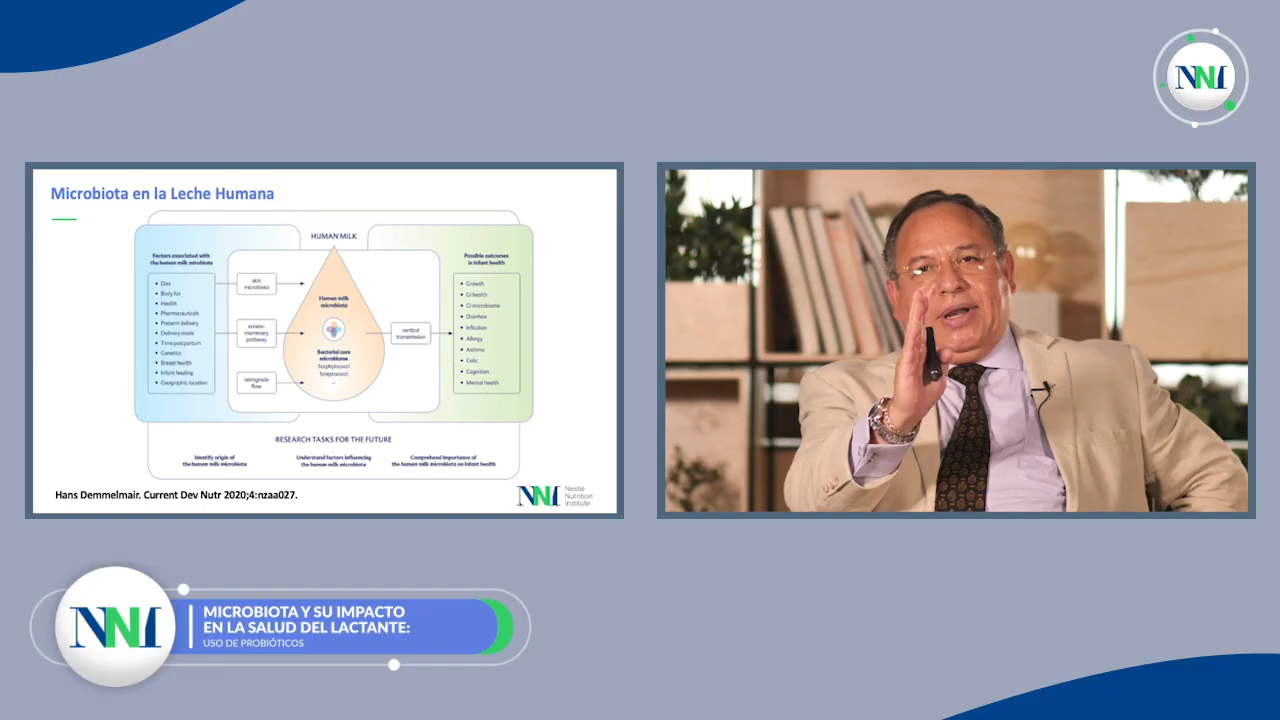 NNI
Microbiota en la Leche Humana
HUMAN MILK
Factors associated with
the human milk microbiota
Diet
Body fat
Health
Pharmaceuticals
Preterm delivery
Delivery mode
Time postpartum
Genetics
Breast health
Infant feeding
Geographic location
skin
microbiota
entero-
mammary
pathway
retrograde
flow
Human milk
microbiota
Bacterial core
microbiome
Staphylococci
Streptococci
...
vertical
transmission
Possible outcomes
in infant health
Growth
GI health
GI microbiome
Diarrhea
Infection
Allergy
Asthma
Colic
Cognition
Mental health
RESEARCH TASKS FOR THE FUTURE
Identify origin of
the human milk microbiota
Understand factors influencing
the human milk microbiota
Comprehend importance of
the human milk microbiota on infant health
Hans Demmelmair. Current Dev Nutr 2020;4:nzaa027.
NNI
Nestlé
Nutrition
Institute
NNI
MICROBIOTA Y SU IMPACTO
EN LA SALUD DEL LACTANTE:
USO DE PROBIÓTICOS